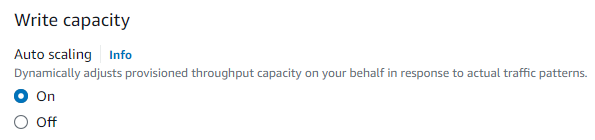 Write capacity
Auto scaling Info
Dynamically adjusts provisioned throughput capacity on your behalf in response to actual traffic patterns.
On
Off